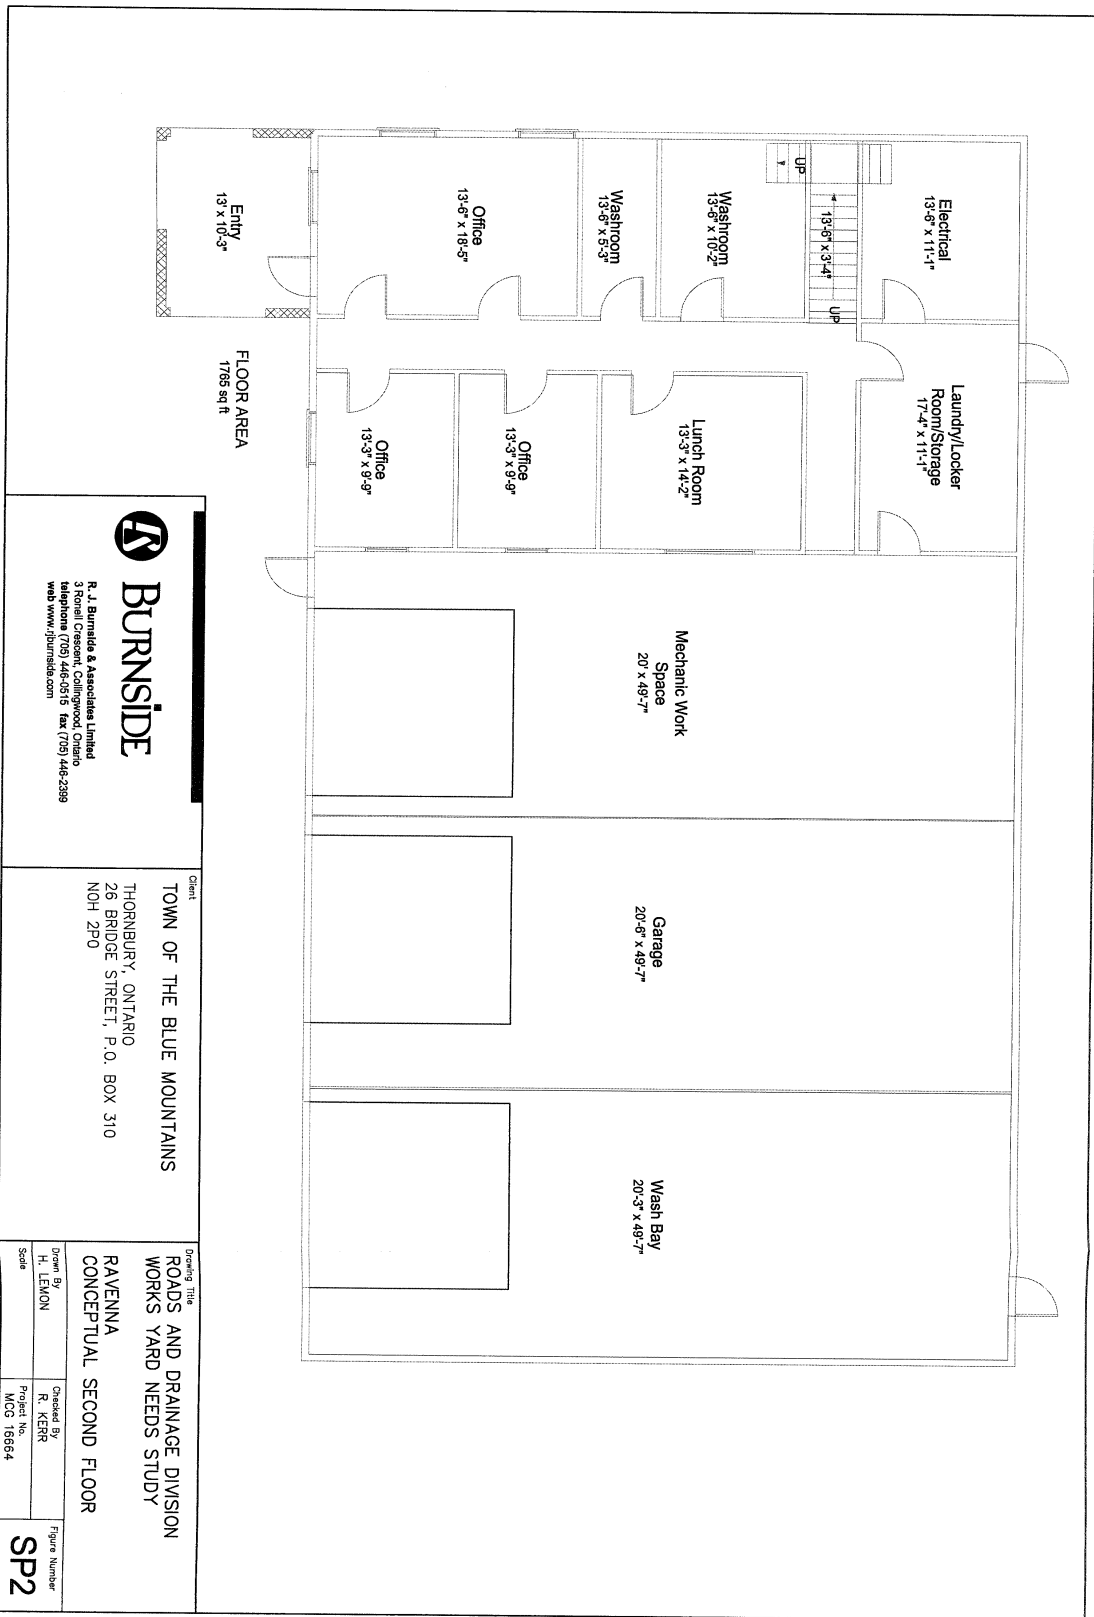 Electrical
13'-6" x 11'-1"
Laundry/Locker
Room/Storage
17'-4" x 11'-1"
UP
13'-6" x 3'-4"
UP
Washroom
13'-6" x 10'-2"
Washroom
13'-6" x 5'-3"
Lunch Room
13'-3" x 14'-2"
Mechanic Work
Space
20' x 49'-7"
Garage
20'-6" x 49'-7"
Wash Bay
20'-3" x 49'-7"
Office
13'-6" x 18'-5"
Office
13'-3" x 9'-9"
Office
13'-3" x 9'-9"
Entry
13' x 10'-3"
FLOOR AREA
1765 sq ft
BURNSIDE
R. J. Burnside & Associates Limited
3 Ronell Crescent, Collingwood, Ontario
telephone (705) 446-0515 fax (705) 446-2399
web www.rjburnside.com
Client
TOWN OF THE BLUE MOUNTAINS
THORNBURY, ONTARIO
26 BRIDGE STREET, P.O. BOX 310
N0H 2P0
Drawing Title
ROADS AND DRAINAGE DIVISION
WORKS YARD NEEDS STUDY
RAVENNA
CONCEPTUAL SECOND FLOOR
Drawn By
H. LEMON
Checked By
R. KERR
Figure Number
SP2
Scale
Project No.
MCG 16664